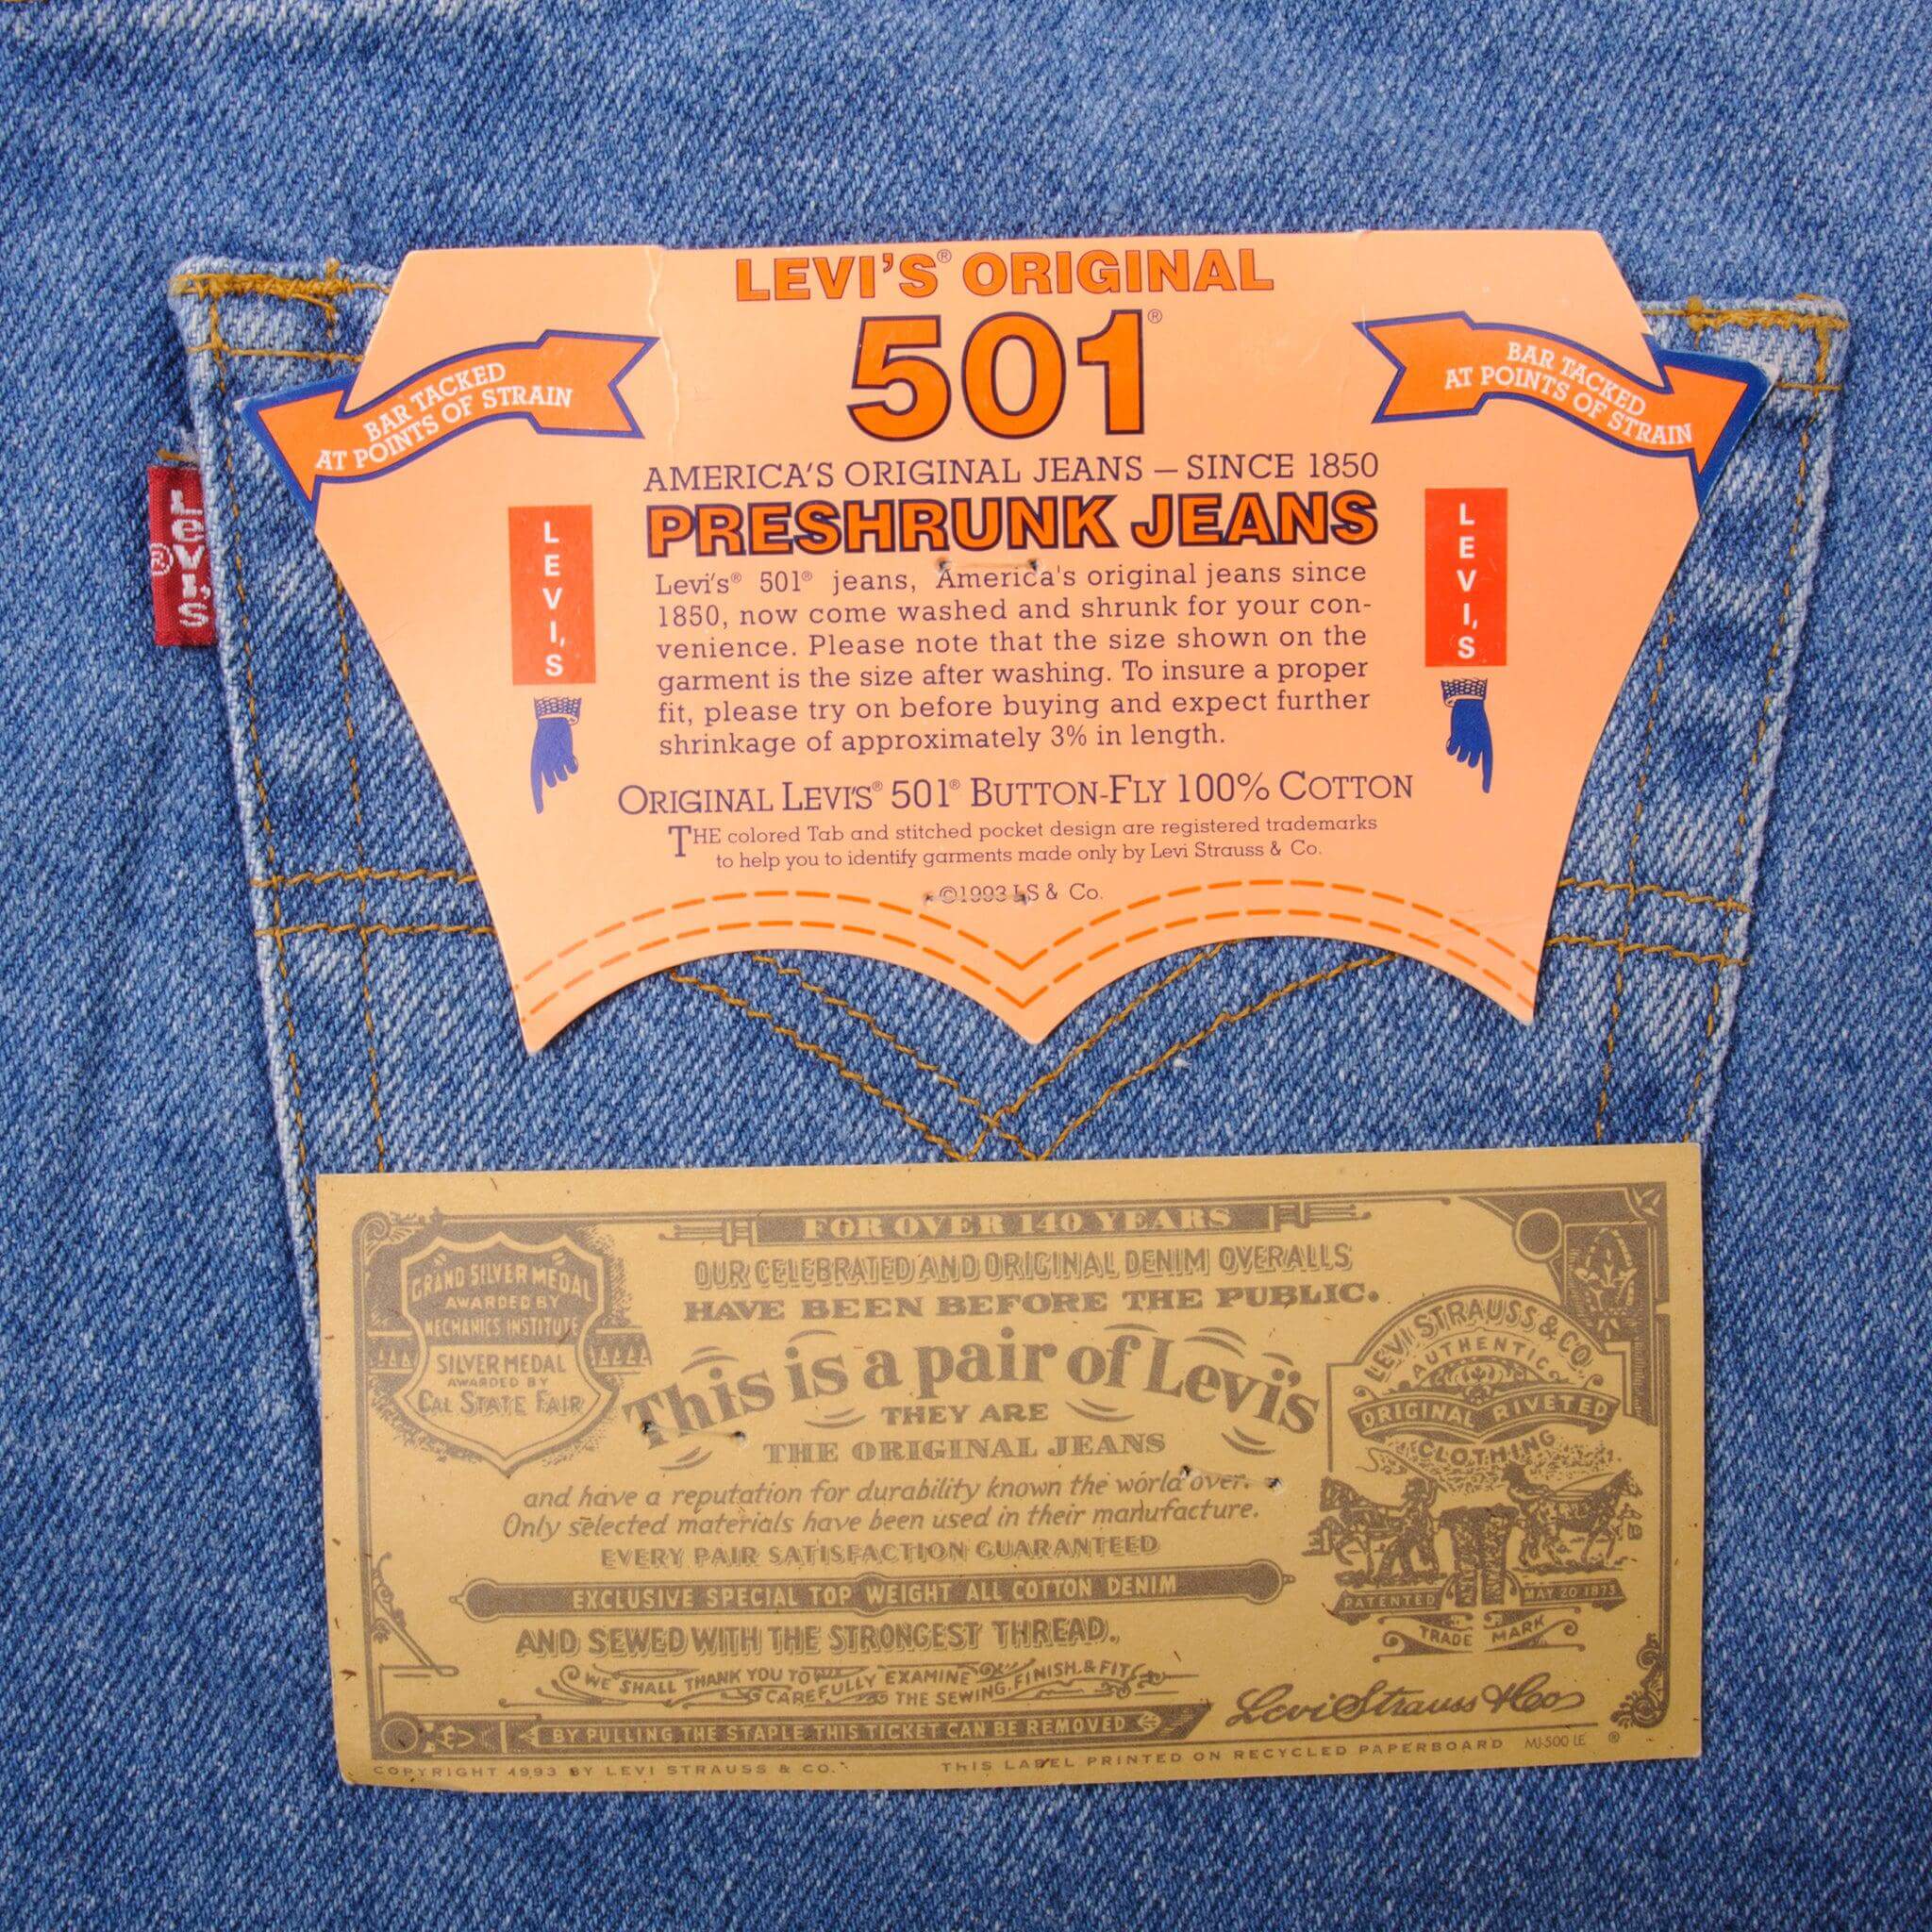 LEVI'S® ORIGINAL
501®
BAR TACKED
AT POINTS OF STRAIN
BAR TACKED
AT POINTS OF STRAIN
AMERICA'S ORIGINAL JEANS – SINCE 1850
PRESHRUNK JEANS
LEVI'S
LEVI'S
Levi's®
Levi's® 501® jeans, America's original jeans since
1850, now come washed and shrunk for your con-
venience. Please note that the size shown on the
garment is the size after washing. To insure a proper
fit, please try on before buying and expect further
shrinkage of approximately 3% in length.
ORIGINAL LEVI'S® 501® BUTTON-FLY 100% COTTON
THE colored Tab and stitched pocket design are registered trademarks
to help you to identify garments made only by Levi Strauss & Co.
©1993 LS & Co.
FOR OVER 140 YEARS
OUR CELEBRATED AND ORIGINAL DENIM OVERALLS
HAVE BEEN BEFORE THE PUBLIC.
GRAND SILVER MEDAL
AWARDED BY
MECHANICS INSTITUTE
SILVER MEDAL
AWARDED BY
CAL STATE FAIR
This is a pair of Levi's
THEY ARE
THE ORIGINAL JEANS
and have a reputation for durability known the world over.
Only selected materials have been used in their manufacture.
EVERY PAIR SATISFACTION GUARANTEED
EXCLUSIVE SPECIAL TOP WEIGHT ALL COTTON DENIM
AND SEWED WITH THE STRONGEST THREAD.
WE SHALL THANK YOU TO CAREFULLY EXAMINE THE SEWING, FINISH & FIT
BY PULLING THE STAPLE THIS TICKET CAN BE REMOVED
LEVI STRAUSS & CO.
AUTHENTIC
ORIGINAL RIVETED
CLOTHING
PATENTED MAY 20 1873
TRADE MARK
Levi Strauss & Co
COPYRIGHT 1993 BY LEVI STRAUSS & CO. THIS LABEL PRINTED ON RECYCLED PAPERBOARD MJ-500 LE ®